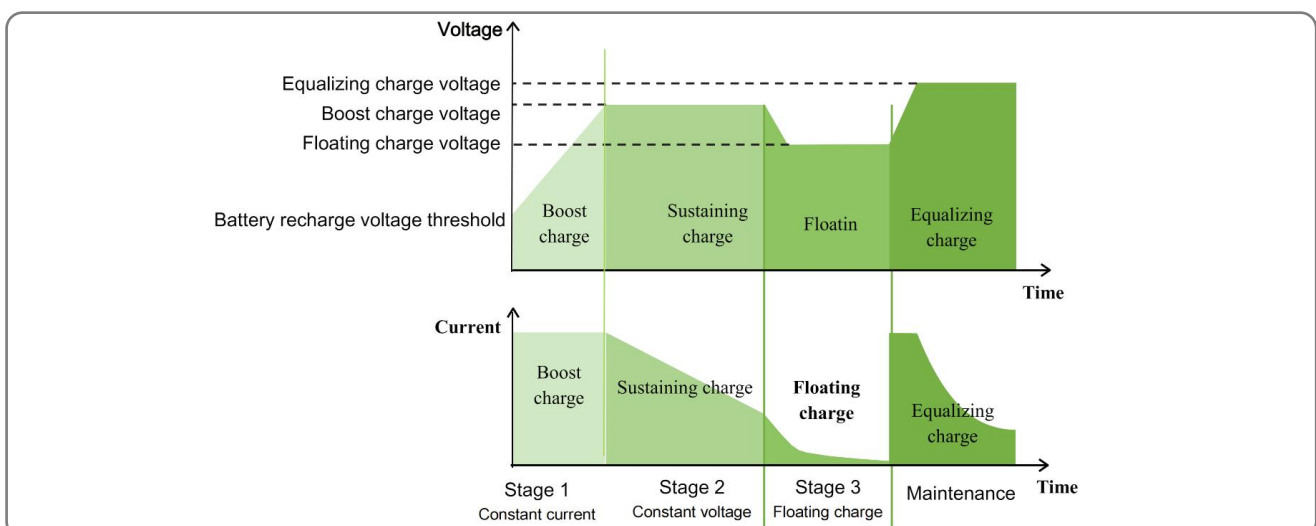 Voltage
Equalizing charge voltage
Boost charge voltage
Floating charge voltage
Battery recharge voltage threshold
Boost
charge
Sustaining
charge
Floatin
Equalizing
charge
Time
Current
Boost
charge
Sustaining charge
Floating
charge
Equalizing
charge
Time
Stage 1
Constant current
Stage 2
Constant voltage
Stage 3
Floating charge
Maintenance